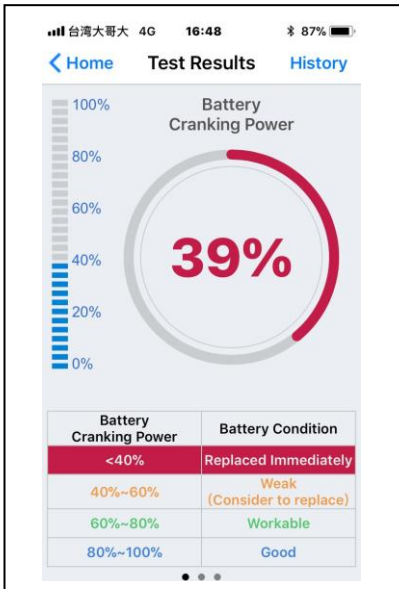 台湾大哥大 4G 16:48 87%
Home Test Results History
Battery
Cranking Power
100%
80%
60%
40%
20%
0%
39%
Battery
Cranking Power
Battery Condition
<40% Replaced Immediately
40%~60% Weak
(Consider to replace)
60%~80% Workable
80%~100% Good